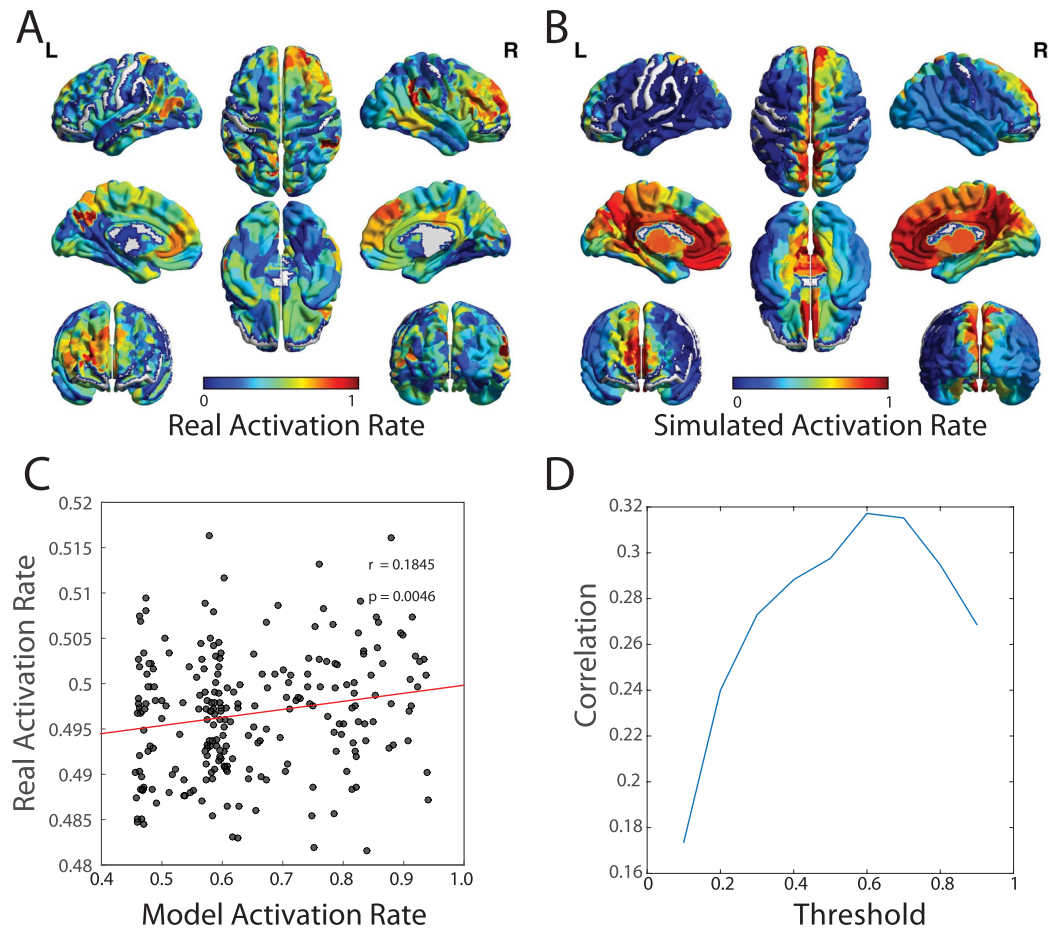 A
L
R
0
1
Real Activation Rate
B
L
R
0
1
Simulated Activation Rate
C
0.52
0.515
0.51
0.505
0.5
0.495
0.49
0.485
0.48
r = 0.1845
p = 0.0046
Real Activation Rate
0.4
0.5
0.6
0.7
0.8
0.9
1.0
Model Activation Rate
D
0.32
0.3
0.28
0.26
0.24
0.22
0.2
0.18
0.16
Correlation
0
0.2
0.4
0.6
0.8
1
Threshold